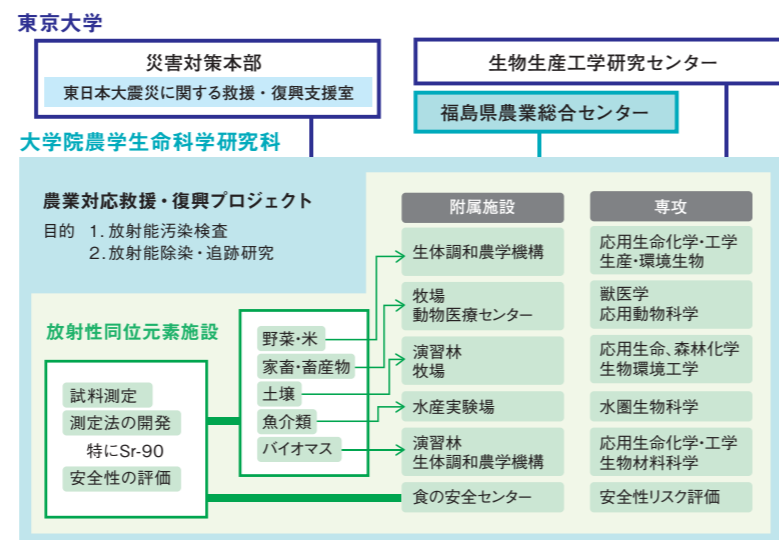 東京大学
災害対策本部
東日本大震災に関する救援・復興支援室
生物生産工学研究センター
福島県農業総合センター
大学院農学生命科学研究科
農業対応救援・復興プロジェクト
目的 1. 放射能汚染検査
2. 放射能除染・追跡研究
放射性同位元素施設
試料測定
測定法の開発
特にSr-90
安全性の評価
野菜・米
家畜・畜産物
土壌
魚介類
バイオマス
附属施設
専攻
生体調和農学機構
応用生命化学・工学
生産・環境生物
牧場
動物医療センター
獣医学
応用動物科学
演習林
牧場
応用生命、森林化学
生物環境工学
水産実験場
水圏生物科学
演習林
生体調和農学機構
応用生命化学・工学
生物材料科学
食の安全センター
安全性リスク評価